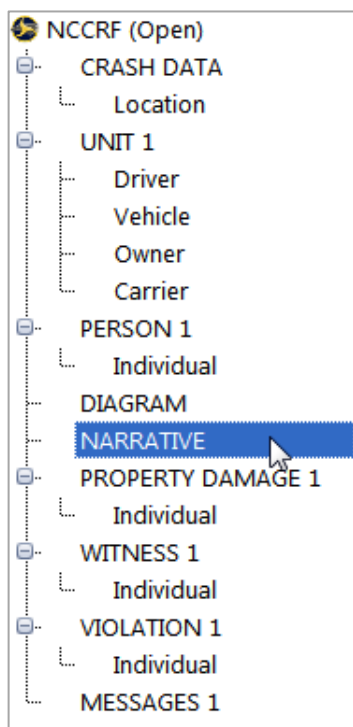 NCCRF (Open)
CRASH DATA
Location
UNIT 1
Driver
Vehicle
Owner
Carrier
PERSON 1
Individual
DIAGRAM
NARRATIVE
PROPERTY DAMAGE 1
Individual
WITNESS 1
Individual
VIOLATION 1
Individual
MESSAGES 1